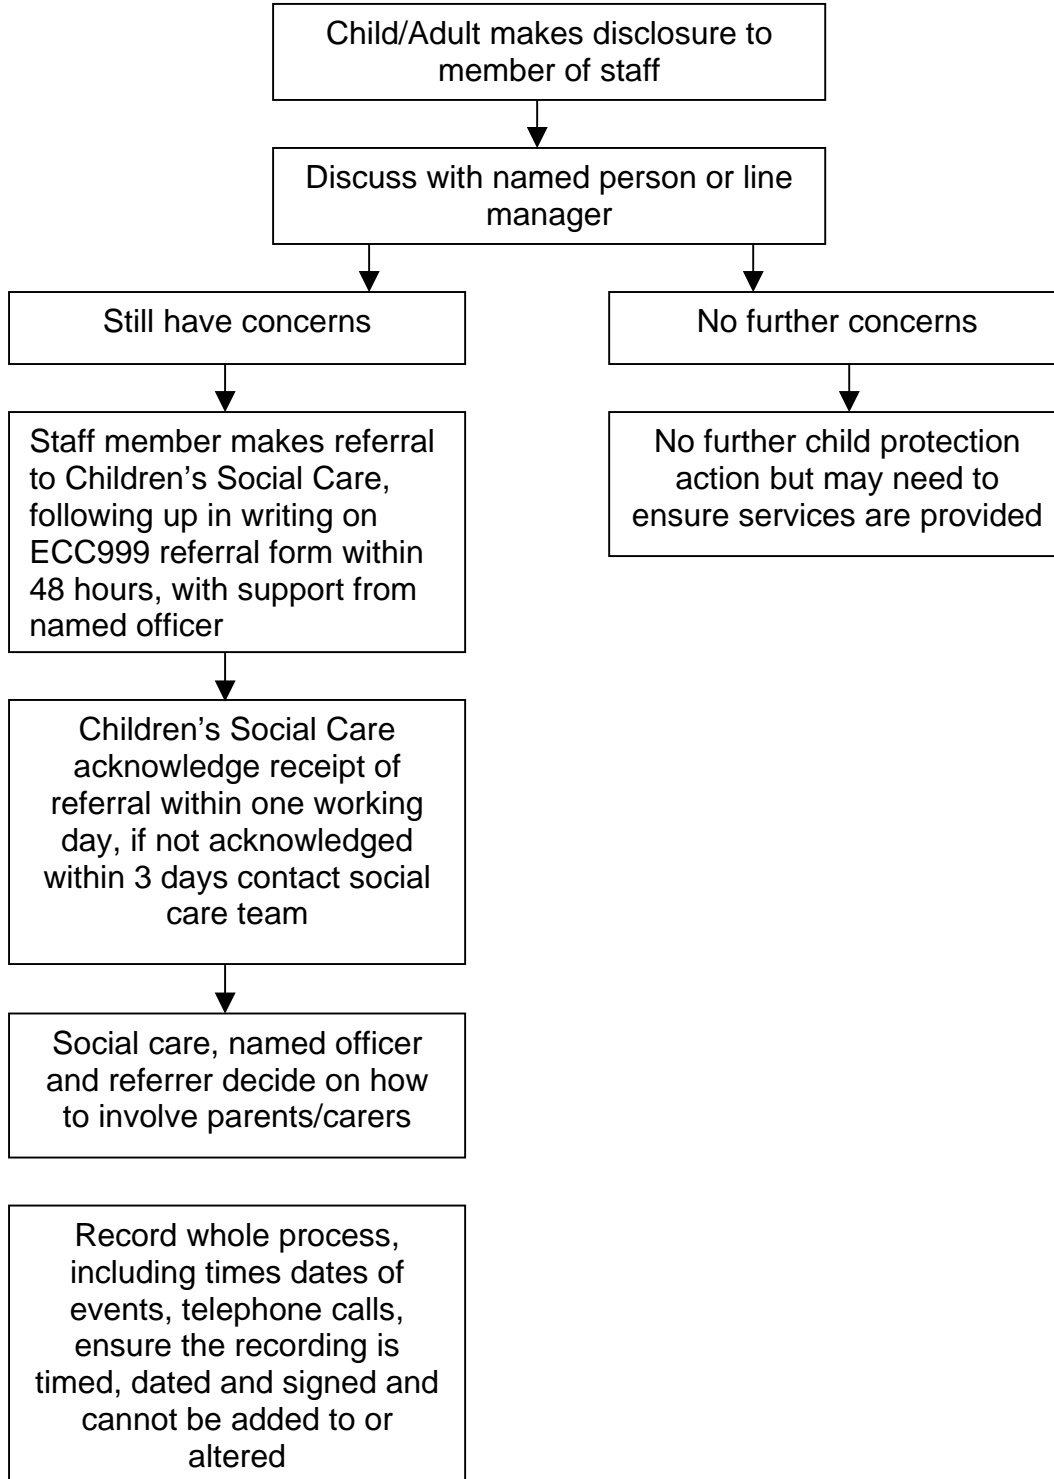 Child/Adult makes disclosure to
member of staff
Discuss with named person or line
manager
Still have concerns
No further concerns
Staff member makes referral
to Children’s Social Care,
following up in writing on
ECC999 referral form within
48 hours, with support from
named officer
No further child protection
action but may need to
ensure services are provided
Children’s Social Care
acknowledge receipt of
referral within one working
day, if not acknowledged
within 3 days contact social
care team
Social care, named officer
and referrer decide on how
to involve parents/carers
Record whole process,
including times dates of
events, telephone calls,
ensure the recording is
timed, dated and signed and
cannot be added to or
altered